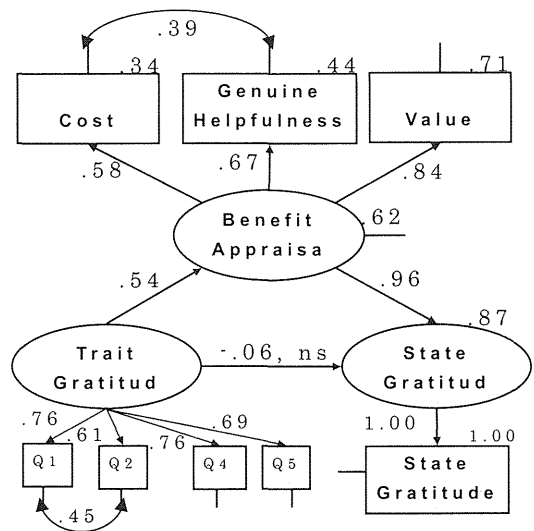 .39
.34
.44
.71
Cost
Genuine
Helpfulness
Value
.58
.67
.84
Benefit
Appraisa
.62
.54
.96
.87
Trait
Gratitud
-.06, ns
State
Gratitud
.76
.61
.76
.69
1.00
1.00
Q1
Q2
Q4
Q5
State
Gratitude
.45